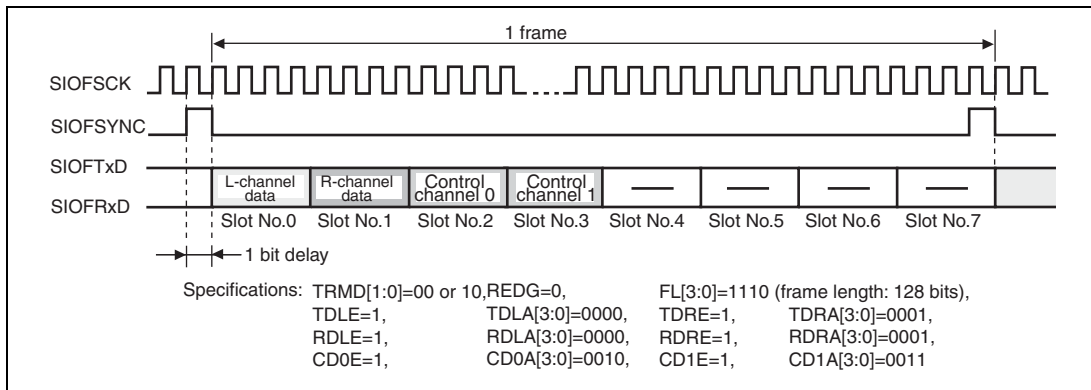 1 frame
SIOFSCK
SIOFSYNC
SIOFTxD
SIOFRxD
L-channel data
R-channel data
Control channel 0
Control channel 1
Slot No.0 Slot No.1 Slot No.2 Slot No.3 Slot No.4 Slot No.5 Slot No.6 Slot No.7
1 bit delay
Specifications: TRMD[1:0]=00 or 10, REDG=0, FL[3:0]=1110 (frame length: 128 bits),
TDLE=1, TDLA[3:0]=0000, TDRE=1, TDRA[3:0]=0001,
RDLE=1, RDLA[3:0]=0000, RDRE=1, RDRA[3:0]=0001,
CD0E=1, CD0A[3:0]=0010, CD1E=1, CD1A[3:0]=0011